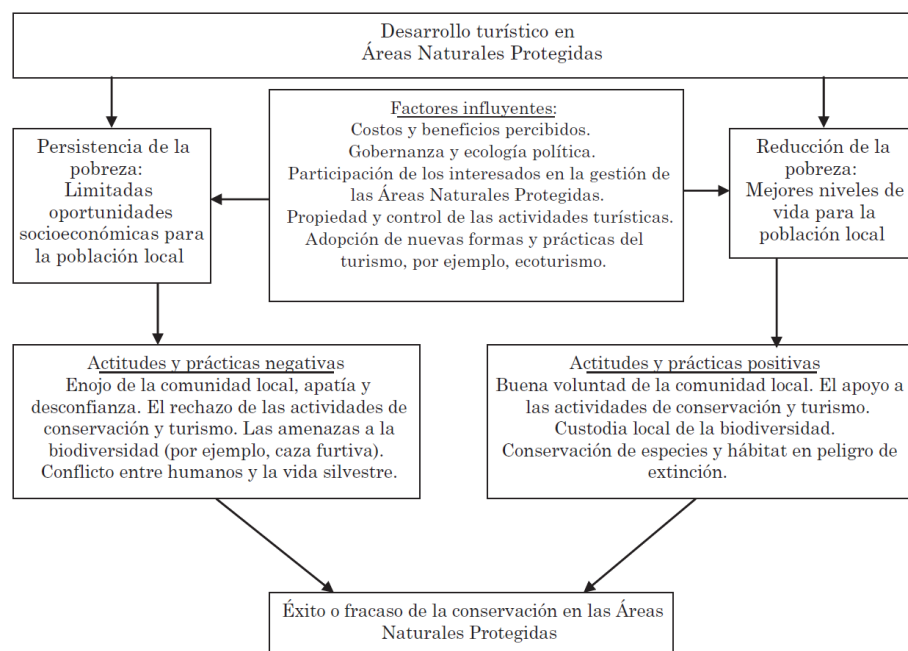 Desarrollo turístico en
Áreas Naturales Protegidas
Factores influyentes:
Costos y beneficios percibidos.
Gobernanza y ecología política.
Participación de los interesados en la gestión de
las Áreas Naturales Protegidas.
Propiedad y control de las actividades turísticas.
Adopción de nuevas formas y prácticas del
turismo, por ejemplo, ecoturismo.
Persistencia de la
pobreza:
Limitadas
oportunidades
socioeconómicas para
la población local
Reducción de la
pobreza:
Mejores niveles de
vida para la
población local
Actitudes y prácticas negativas
Enojo de la comunidad local, apatía y
desconfianza. El rechazo de las actividades de
conservación y turismo. Las amenazas a la
biodiversidad (por ejemplo, caza furtiva).
Conflicto entre humanos y la vida silvestre.
Actitudes y prácticas positivas
Buena voluntad de la comunidad local. El apoyo a
las actividades de conservación y turismo.
Custodia local de la biodiversidad.
Conservación de especies y hábitat en peligro de
extinción.
Éxito o fracaso de la conservación en las Áreas
Naturales Protegidas